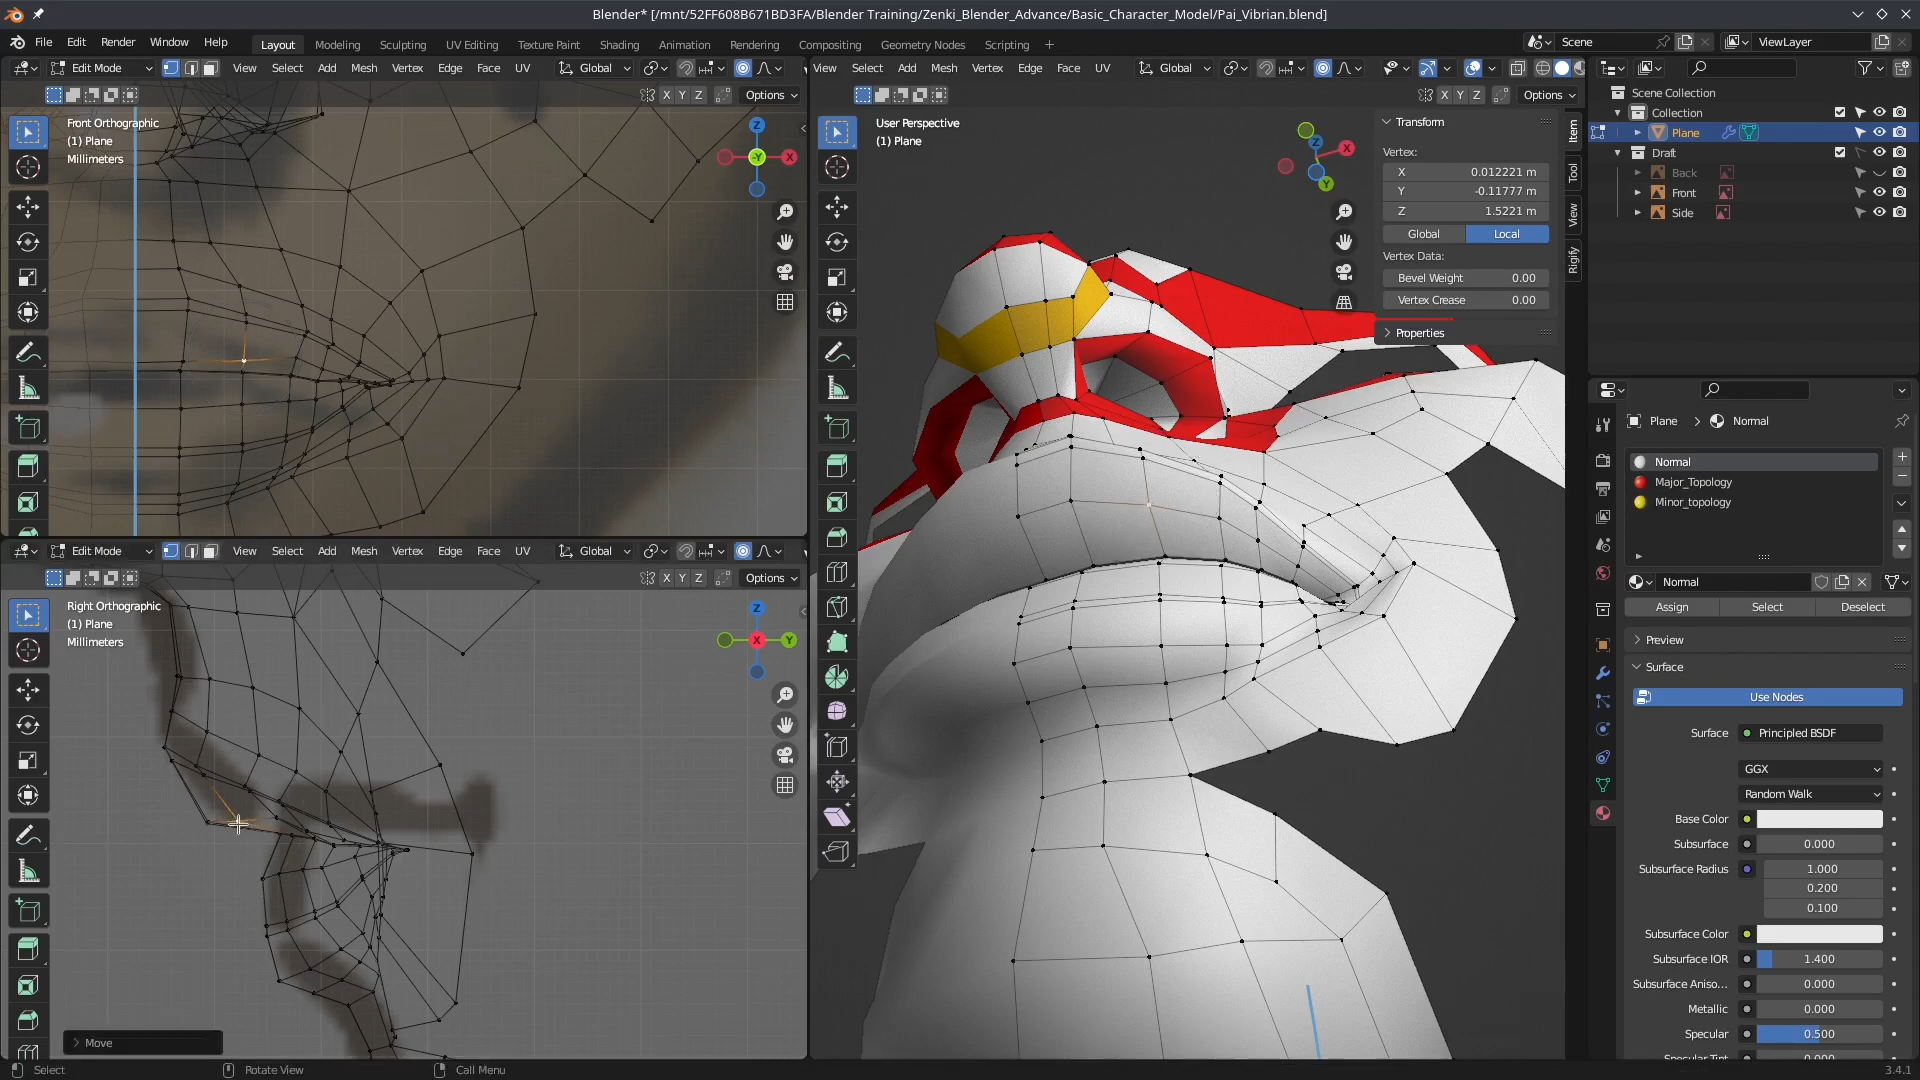 Blender* [/mnt/52FF608B671BD3FA/Blender Training/Zenki_Blender_Advance/Basic_Character_Model/Pai_Vibrian.blend]
File Edit Render Window Help Layout Modeling Sculpting UV Editing Texture Paint Shading Animation Rendering Compositing Geometry Nodes Scripting + Scene ViewLayer
Edit Mode View Select Add Mesh Vertex Edge Face UV Global
X Y Z Options
Front Orthographic
(1) Plane
Millimeters
Z
-Y X
View Select Add Mesh Vertex Edge Face UV Global
X Y Z Options
User Perspective
(1) Plane
Z X
Y
Transform
Vertex:
X 0.012221 m
Y -0.11777 m
Z 1.5221 m
Global Local
Vertex Data:
Bevel Weight 0.00
Vertex Crease 0.00
Properties
Item
Tool
View
Rigify
Edit Mode View Select Add Mesh Vertex Edge Face UV Global
X Y Z Options
Right Orthographic
(1) Plane
Millimeters
Z
X Y
Move
Scene Collection
Collection
Plane
Draft
Back
Front
Side
Plane > Normal
Normal
Major_Topology
Minor_topology
Normal
Assign Select Deselect
Preview
Surface
Use Nodes
Surface Principled BSDF
GGX
Random Walk
Base Color
Subsurface 0.000
Subsurface Radius 1.000
0.200
0.100
Subsurface Color
Subsurface IOR 1.400
Subsurface Aniso... 0.000
Metallic 0.000
Specular 0.500
Specular Tint 0.000
Select Rotate View Call Menu 3.4.1